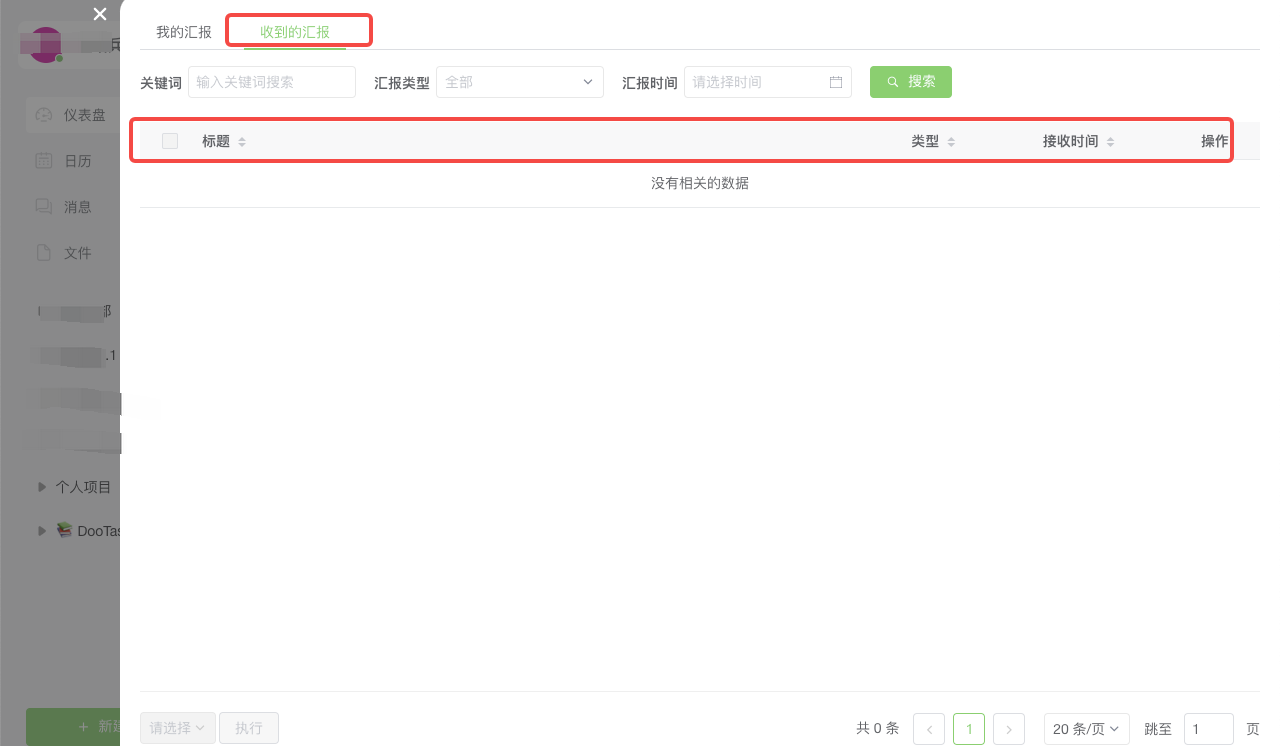 我的汇报 收到的汇报
关键词 输入关键词搜索 汇报类型 全部 汇报时间 请选择时间 搜索
标题 类型 接收时间 操作
没有相关的数据
仪表盘
日历
消息
文件
.1
个人项目
DooTas
+ 新建
请选择 执行 共 0 条 1 20 条/页 跳至 1 页